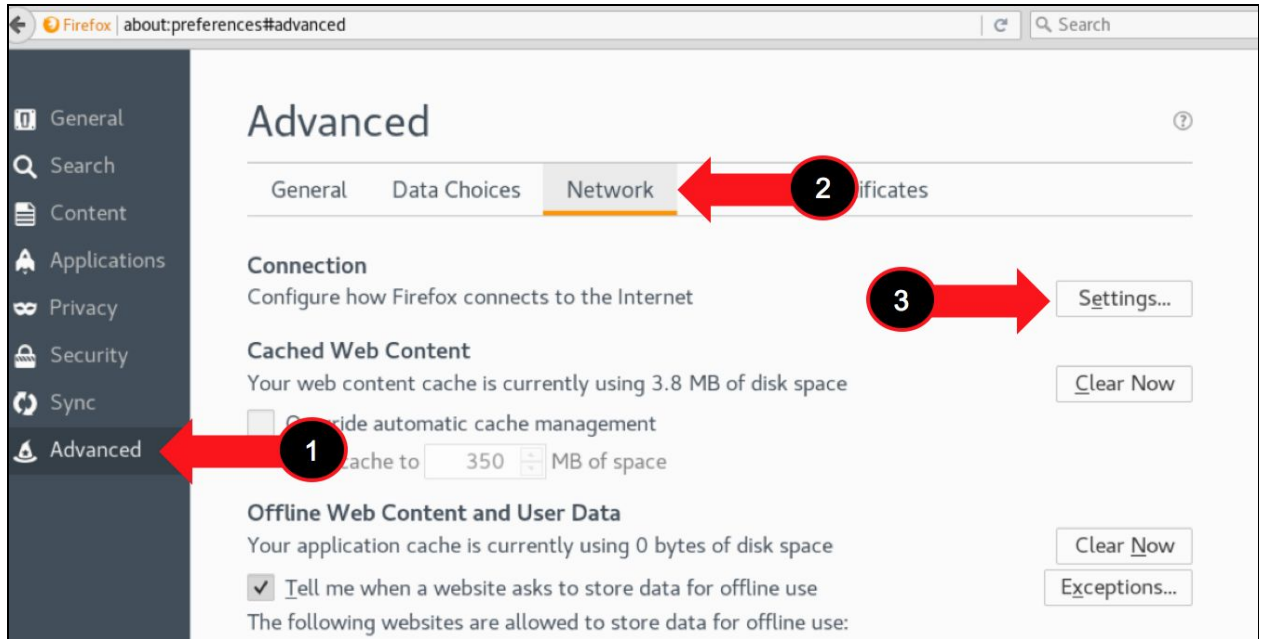 Firefox about:preferences#advanced Search
General
Search
Content
Applications
Privacy
Security
Sync
Advanced
Advanced ?
General Data Choices Network 2 ificates
Connection
Configure how Firefox connects to the Internet 3 Settings...
Cached Web Content
Your web content cache is currently using 3.8 MB of disk space Clear Now
ride automatic cache management
1 cache to 350 MB of space
Offline Web Content and User Data
Your application cache is currently using 0 bytes of disk space Clear Now
Tell me when a website asks to store data for offline use Exceptions...
The following websites are allowed to store data for offline use: